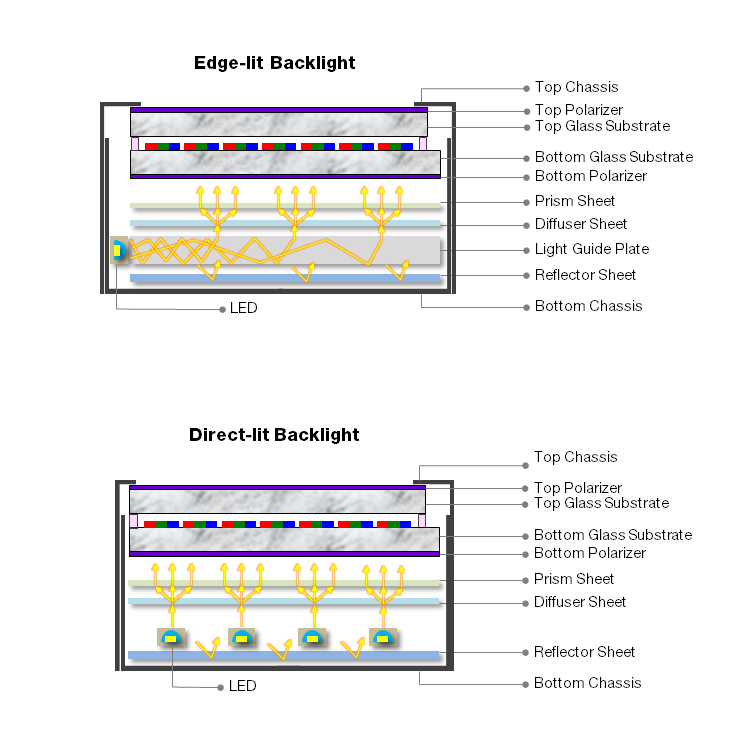 Edge-lit Backlight
Top Chassis
Top Polarizer
Top Glass Substrate
Bottom Glass Substrate
Bottom Polarizer
Prism Sheet
Diffuser Sheet
Light Guide Plate
Reflector Sheet
Bottom Chassis
LED
Direct-lit Backlight
Top Chassis
Top Polarizer
Top Glass Substrate
Bottom Glass Substrate
Bottom Polarizer
Prism Sheet
Diffuser Sheet
Reflector Sheet
Bottom Chassis
LED